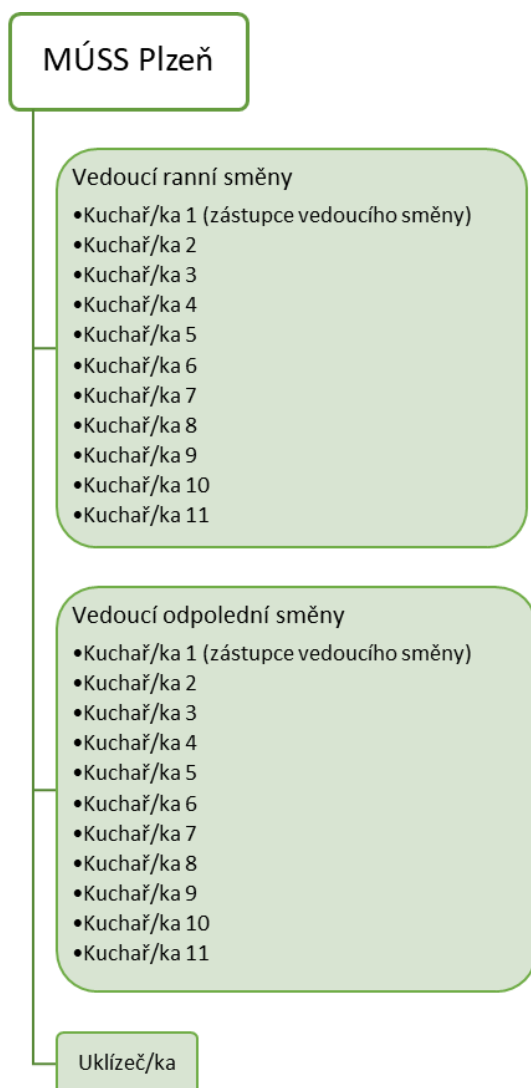 MÚSS Plzeň
Vedoucí ranní směny
•Kuchař/ka 1 (zástupce vedoucího směny)
•Kuchař/ka 2
•Kuchař/ka 3
•Kuchař/ka 4
•Kuchař/ka 5
•Kuchař/ka 6
•Kuchař/ka 7
•Kuchař/ka 8
•Kuchař/ka 9
•Kuchař/ka 10
•Kuchař/ka 11
Vedoucí odpolední směny
•Kuchař/ka 1 (zástupce vedoucího směny)
•Kuchař/ka 2
•Kuchař/ka 3
•Kuchař/ka 4
•Kuchař/ka 5
•Kuchař/ka 6
•Kuchař/ka 7
•Kuchař/ka 8
•Kuchař/ka 9
•Kuchař/ka 10
•Kuchař/ka 11
Uklízeč/ka